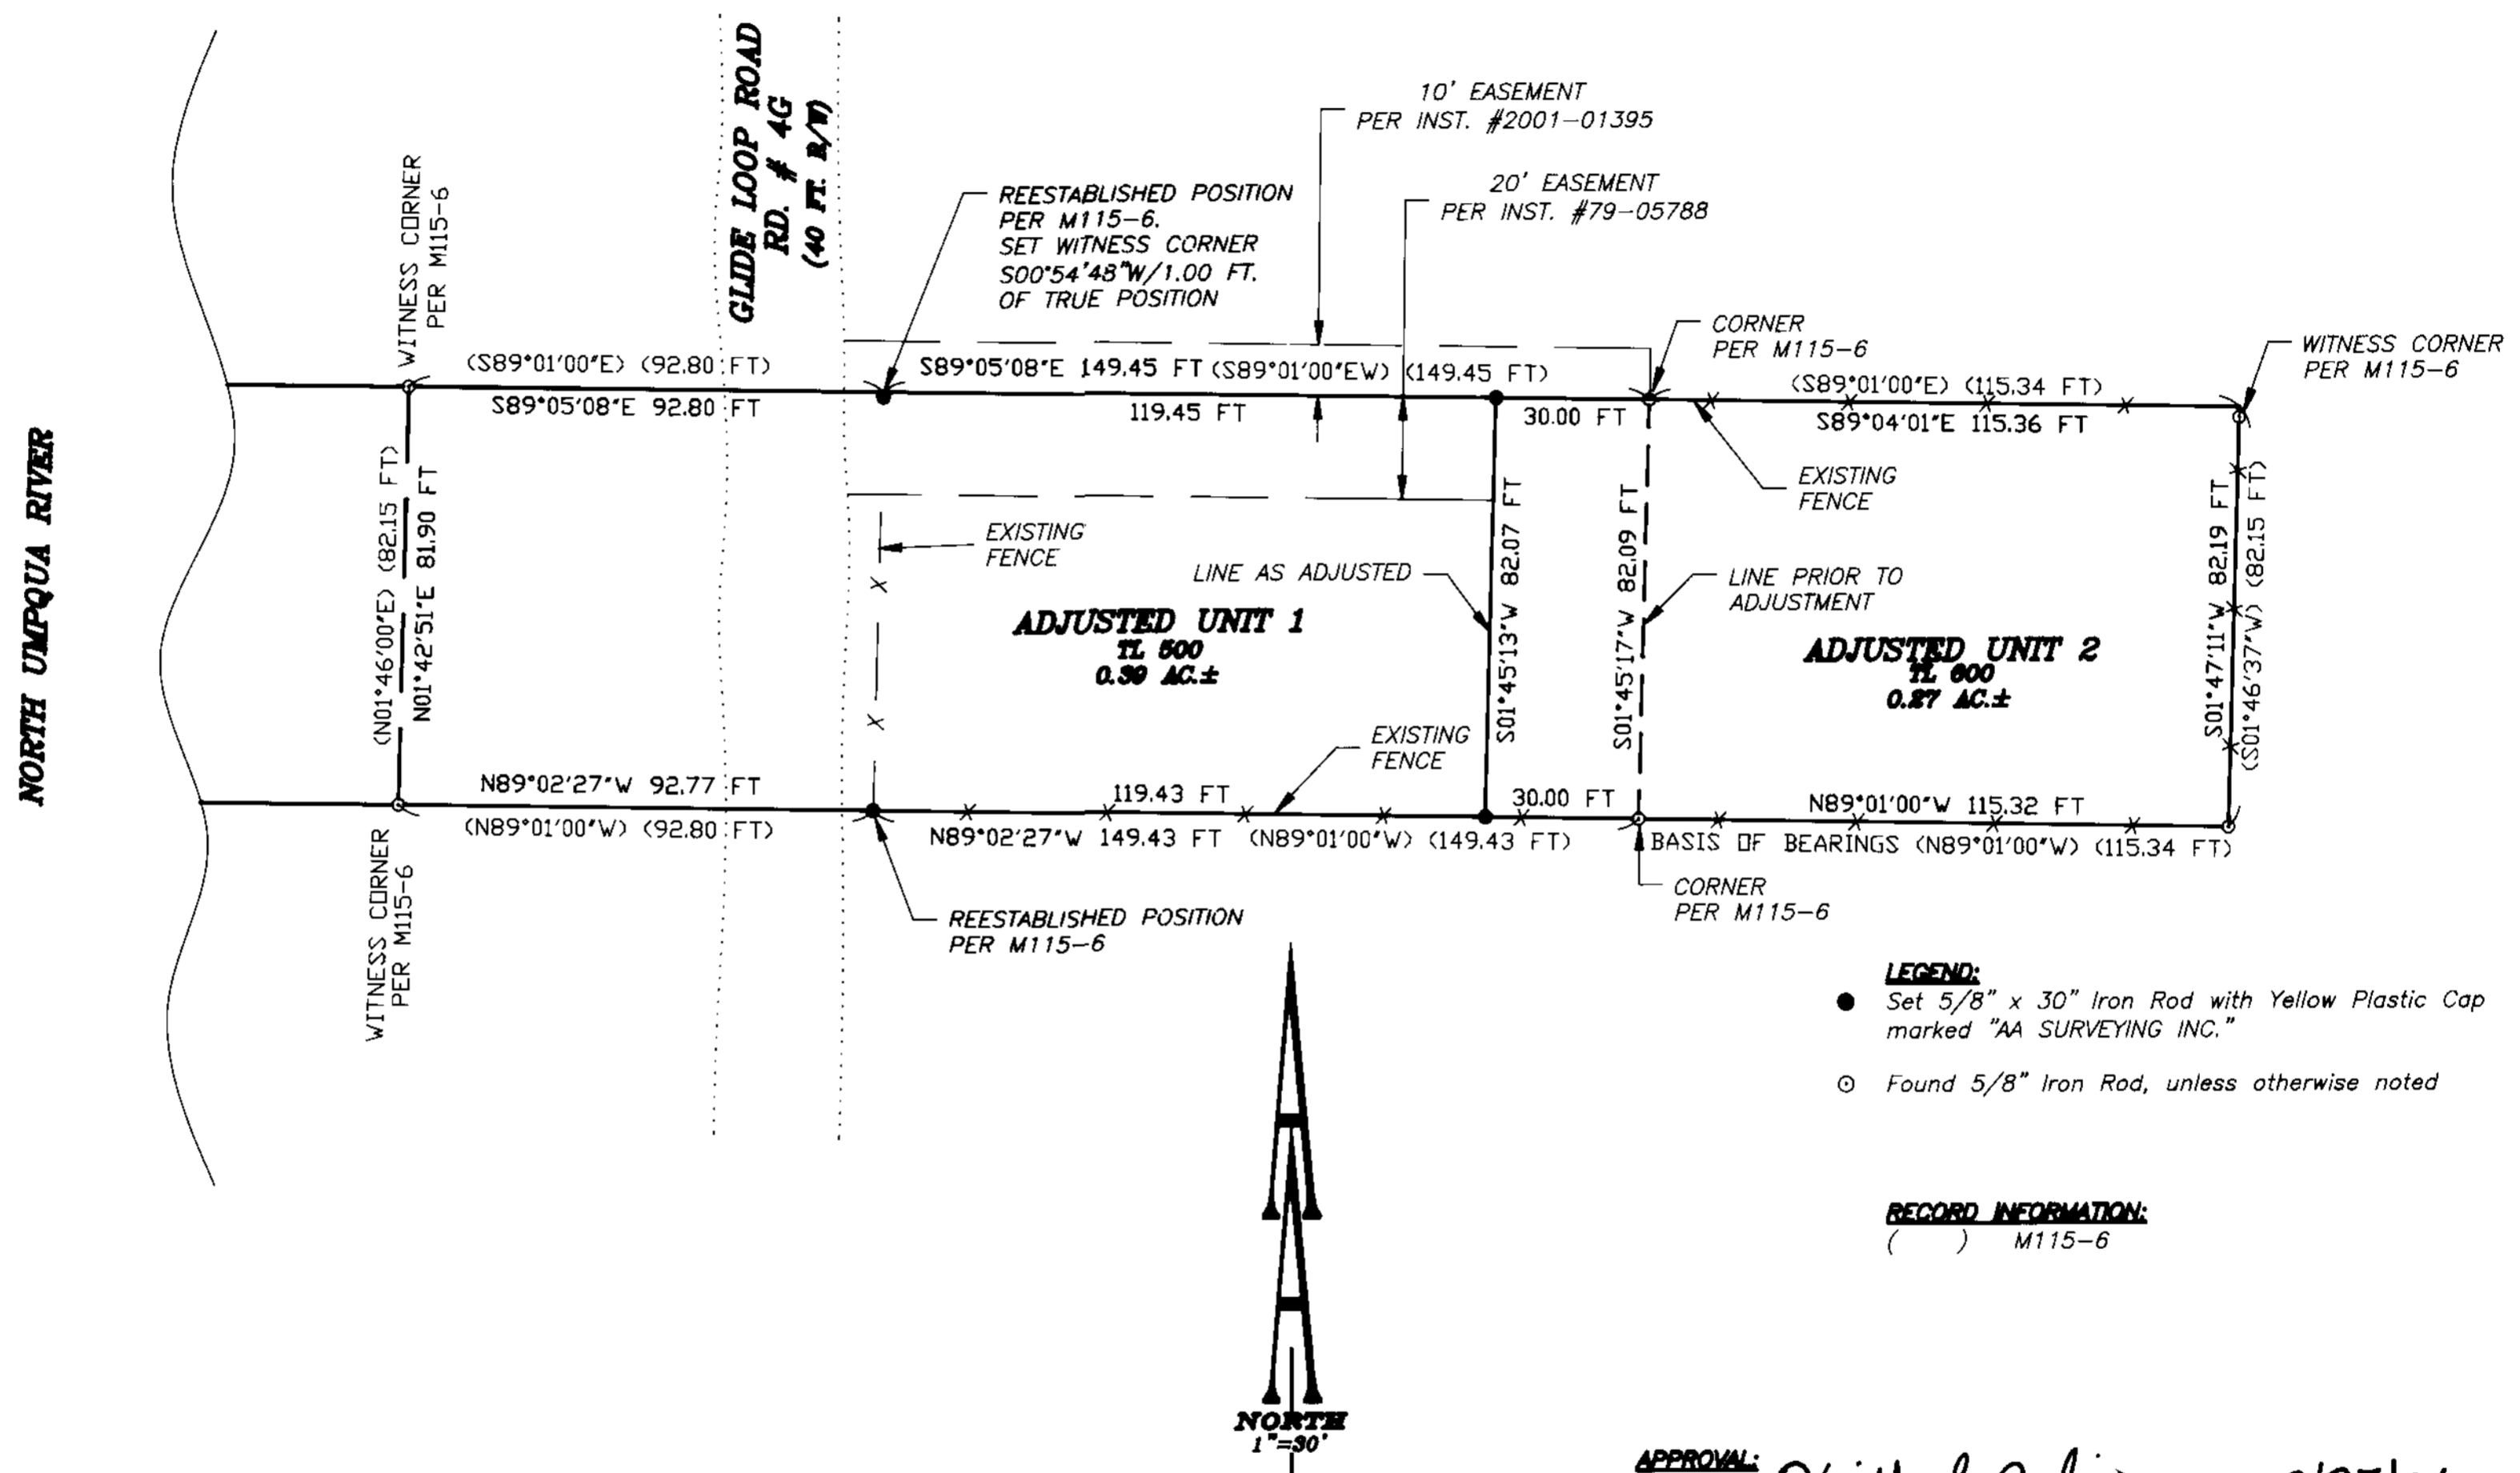 NORTH UMPQUA RIVER
WITNESS CORNER
PER M115-6
GLIDE LOOP ROAD
RD. # 4G
(40 FT. R/W)
10' EASEMENT
PER INST. #2001-01395
20' EASEMENT
PER INST. #79-05788
REESTABLISHED POSITION
PER M115-6.
SET WITNESS CORNER
S00°54'48"W/1.00 FT.
OF TRUE POSITION
CORNER
PER M115-6
WITNESS CORNER
PER M115-6
(S89°01'00"E) (92.80 FT)
S89°05'08"E 92.80 FT
S89°05'08"E 149.45 FT (S89°01'00"EW) (149.45 FT)
119.45 FT
30.00 FT
(S89°01'00"E) (115.34 FT)
S89°04'01"E 115.36 FT
EXISTING
FENCE
(N01°46'00"E) (82.15 FT)
N01°42'51"E 81.90 FT
EXISTING
FENCE
LINE AS ADJUSTED
S01°45'13"W 82.07 FT
S01°45'17"W 82.09 FT
LINE PRIOR TO
ADJUSTMENT
S01°47'11"W 82.19 FT
(S01°46'37"W) (82.15 FT)
ADJUSTED UNIT 1
TL 500
0.39 AC.±
ADJUSTED UNIT 2
TL 600
0.27 AC.±
EXISTING
FENCE
N89°02'27"W 92.77 FT
(N89°01'00"W) (92.80 FT)
119.43 FT
30.00 FT
N89°02'27"W 149.43 FT (N89°01'00"W) (149.43 FT)
N89°01'00"W 115.32 FT
BASIS OF BEARINGS (N89°01'00"W) (115.34 FT)
WITNESS CORNER
PER M115-6
REESTABLISHED POSITION
PER M115-6
CORNER
PER M115-6
LEGEND:
● Set 5/8" x 30" Iron Rod with Yellow Plastic Cap
marked "AA SURVEYING INC."
⊙ Found 5/8" Iron Rod, unless otherwise noted
RECORD INFORMATION:
( ) M115-6
NORTH
1"=30'
APPROVAL: